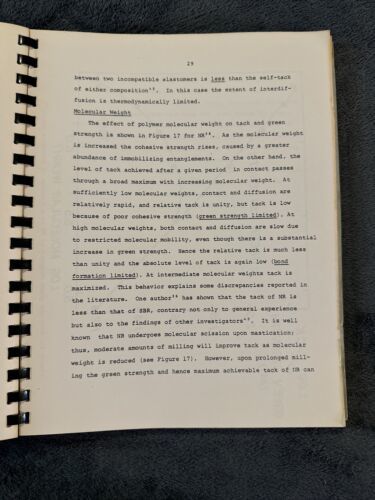 29
between two incompatible elastomers is less than the self-tack
of either composition¹³. In this case the extent of interdif-
fusion is thermodynamically limited.
Molecular Weight
The effect of polymer molecular weight on tack and green
strength is shown in Figure 17 for NR. As the molecular weight
is increased the cohesive strength rises, caused by a greater
abundance of immobilizing entanglements. On the other hand, the
level of tack achieved after a given period in contact passes
through a broad maximum with increasing molecular weight. At
sufficiently low molecular weights, contact and diffusion are
relatively rapid, and relative tack is unity, but tack is low
because of poor cohesive strength (green strength limited). At
high molecular weights, both contact and diffusion are slow due
to restricted molecular mobility, even though there is a substantial
increase in green strength. Hence the relative tack is much less
than unity and the absolute level of tack is again low (bond
formation limited). At intermediate molecular weights tack is
maximized. This behavior explains some discrepancies reported in
the literature. One author has shown that the tack of NR is
less than that of SBR, contrary not only to general experience
but also to the findings of other investigators. It is well
known that NR undergoes molecular scission upon mastication;
thus, moderate amounts of milling will improve tack as molecular
weight is reduced (see Figure 17). However, upon prolonged mill-
ing the green strength and hence maximum achievable tack of NR can